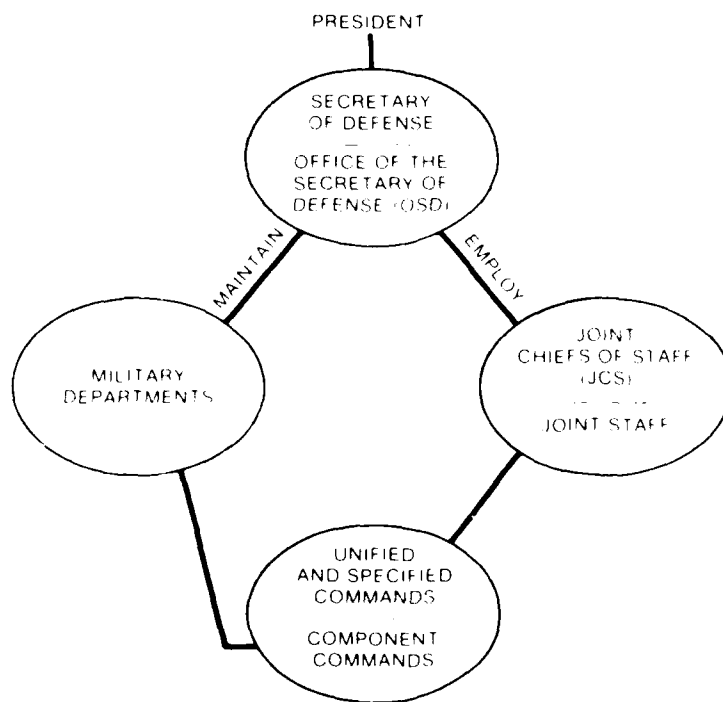 PRESIDENT
SECRETARY
OF DEFENSE
OFFICE OF THE
SECRETARY OF
DEFENSE (OSD)
MAINTAIN
EMPLOY
MILITARY
DEPARTMENTS
JOINT
CHIEFS OF STAFF
(JCS)
JOINT STAFF
UNIFIED
AND SPECIFIED
COMMANDS
COMPONENT
COMMANDS